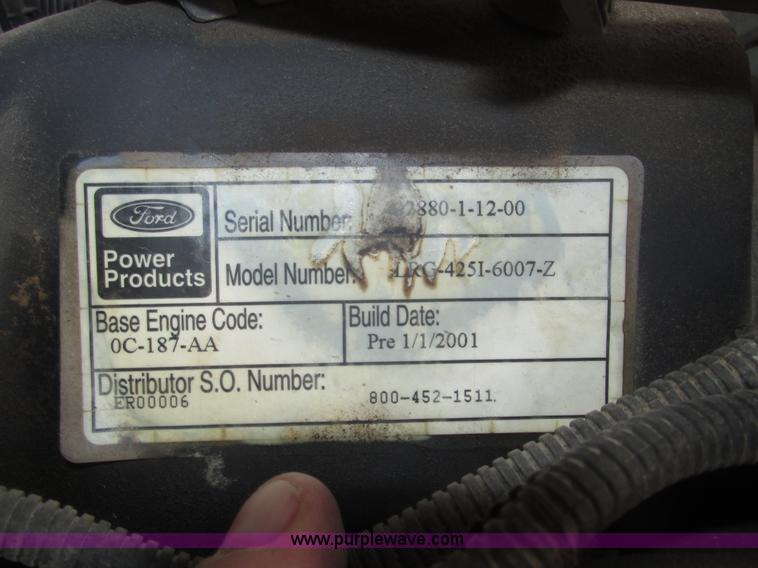 Ford
Power
Products
Serial Number: 2880-1-12-00
Model Number: LRG-425I-6007-Z
Base Engine Code:
0C-187-AA
Build Date:
Pre 1/1/2001
Distributor S.O. Number:
ER00006 800-452-1511
www.purplewave.com